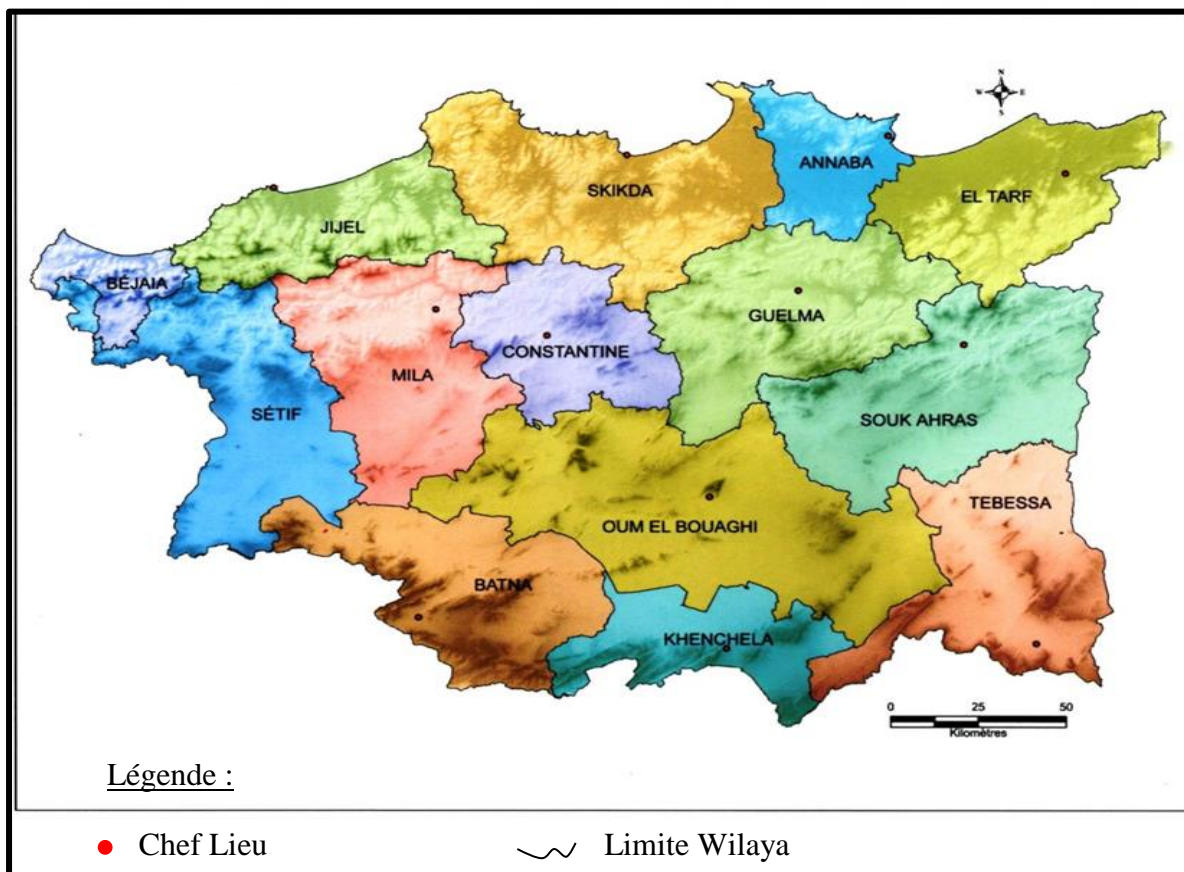 N
W E
S
ANNABA
SKIKDA
EL TARF
JIJEL
BÉJAIA
GUELMA
CONSTANTINE
MILA
SÉTIF
SOUK AHRAS
TEBESSA
OUM EL BOUAGHI
BATNA
KHENCHELA
0 25 50
Kilomètres
Légende :
Chef Lieu Limite Wilaya